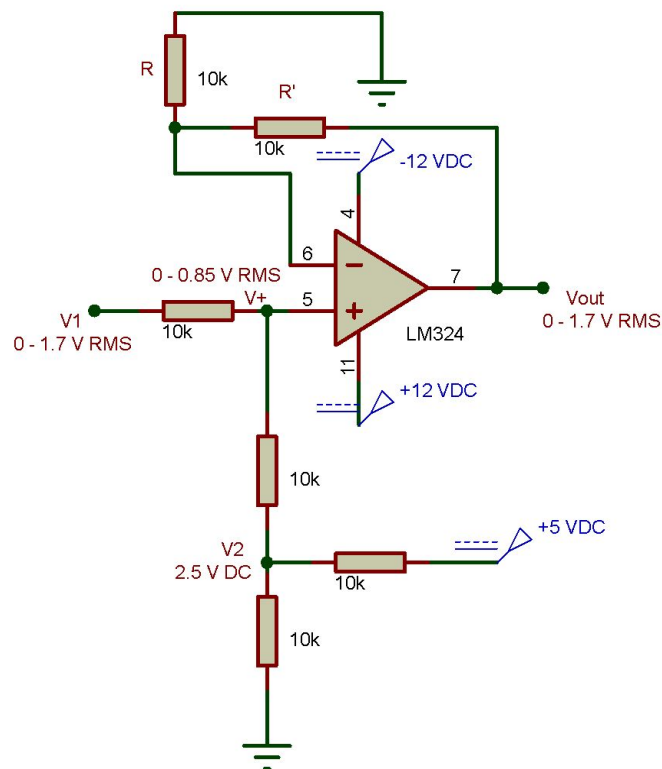 R
10k
R'
10k
-12 VDC
4
6
0 - 0.85 V RMS
7
V+
5
Vout
V1
10k
LM324
0 - 1.7 V RMS
0 - 1.7 V RMS
11
+12 VDC
10k
+5 VDC
V2
2.5 V DC
10k
10k